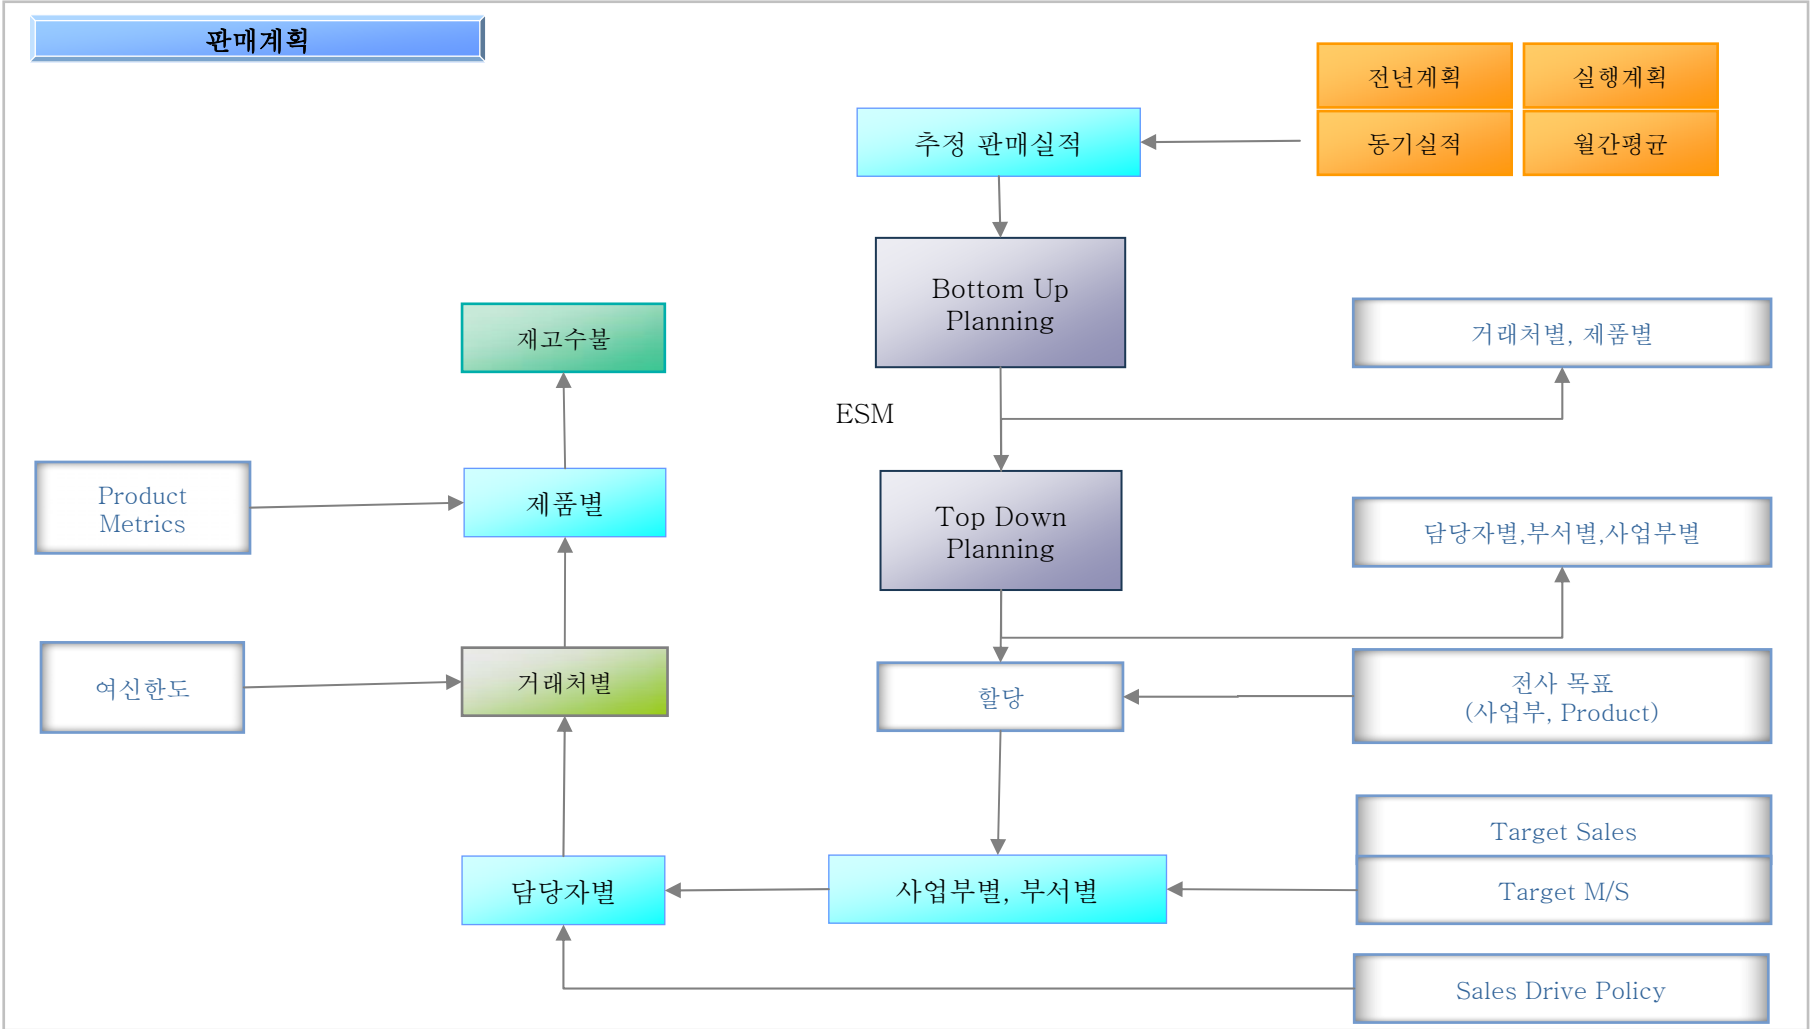 판매계획
전년계획
실행계획
동기실적
월간평균
추정 판매실적
Bottom Up
Planning
재고수불
거래처별, 제품별
ESM
Product
Metrics
제품별
Top Down
Planning
담당자별,부서별,사업부별
여신한도
거래처별
할당
전사 목표
(사업부, Product)
Target Sales
담당자별
사업부별, 부서별
Target M/S
Sales Drive Policy